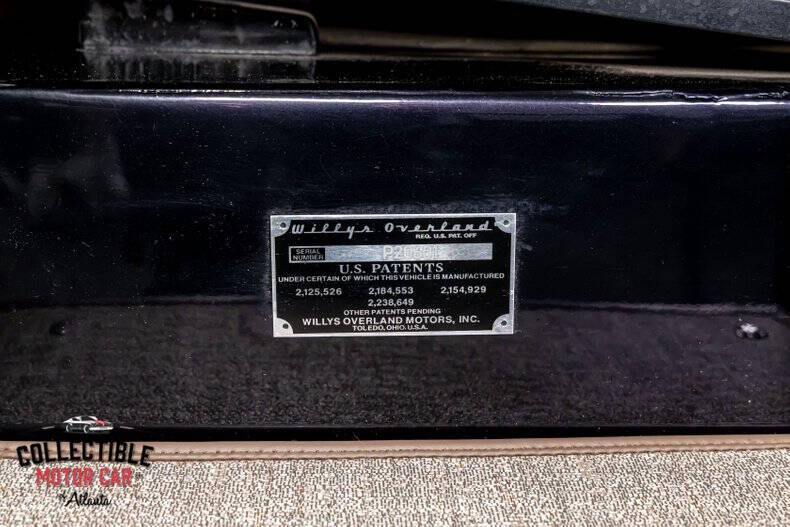 Willys Overland
REG. U.S. PAT. OFF
SERIAL
NUMBER
U.S. PATENTS
UNDER CERTAIN OF WHICH THIS VEHICLE IS MANUFACTURED
2,125,526 2,184,553 2,154,929
2,238,649
OTHER PATENTS PENDING
WILLYS OVERLAND MOTORS, INC.
TOLEDO, OHIO. U.S.A.
COLLECTIBLE
MOTOR CAR
of Atlanta